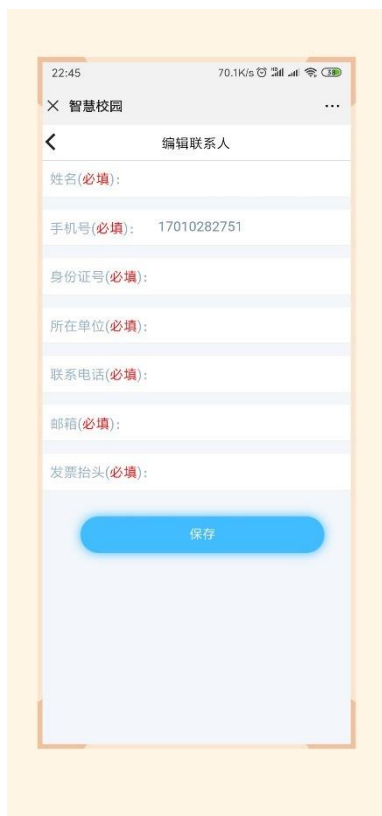 22:45 70.1K/s
智慧校园
编辑联系人
姓名(必填):
手机号(必填): 17010282751
身份证号(必填):
所在单位(必填):
联系电话(必填):
邮箱(必填):
发票抬头(必填):
保存